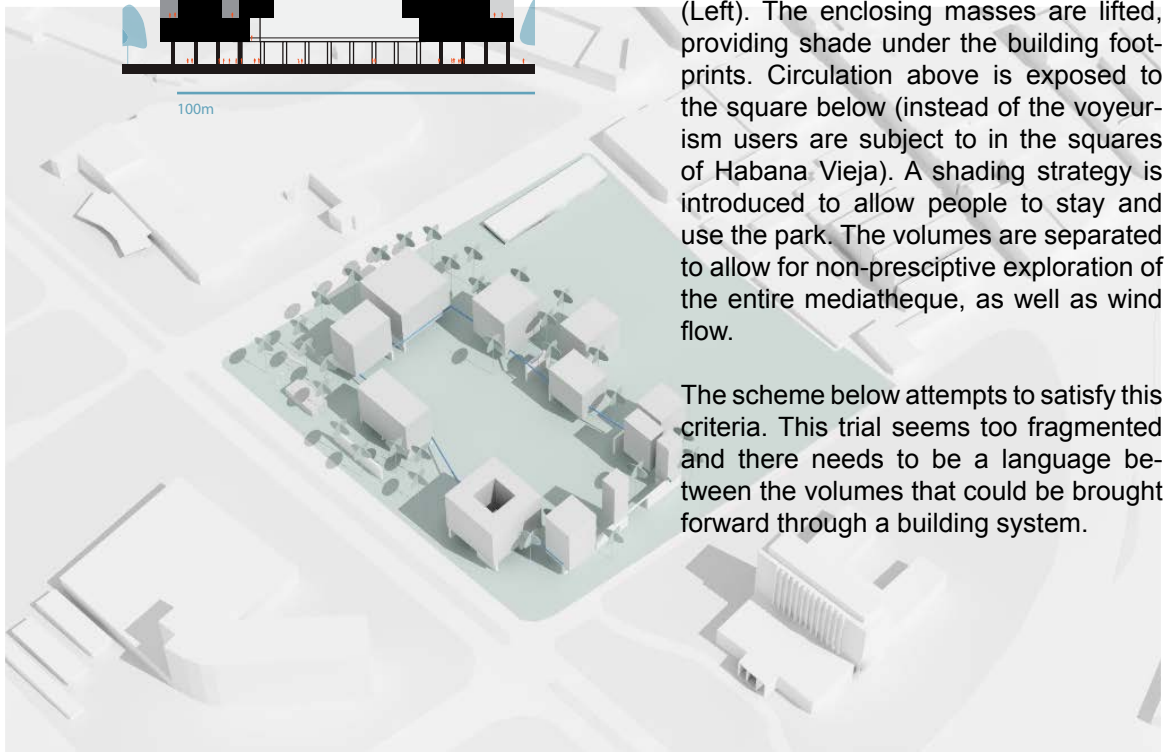 (Left). The enclosing masses are lifted,
providing shade under the building foot-
prints. Circulation above is exposed to
the square below (instead of the voyeur-
ism users are subject to in the squares
of Habana Vieja). A shading strategy is
introduced to allow people to stay and
use the park. The volumes are separated
to allow for non-presciptive exploration of
the entire mediatheque, as well as wind
flow.
The scheme below attempts to satisfy this
criteria. This trial seems too fragmented
and there needs to be a language be-
tween the volumes that could be brought
forward through a building system.
100m